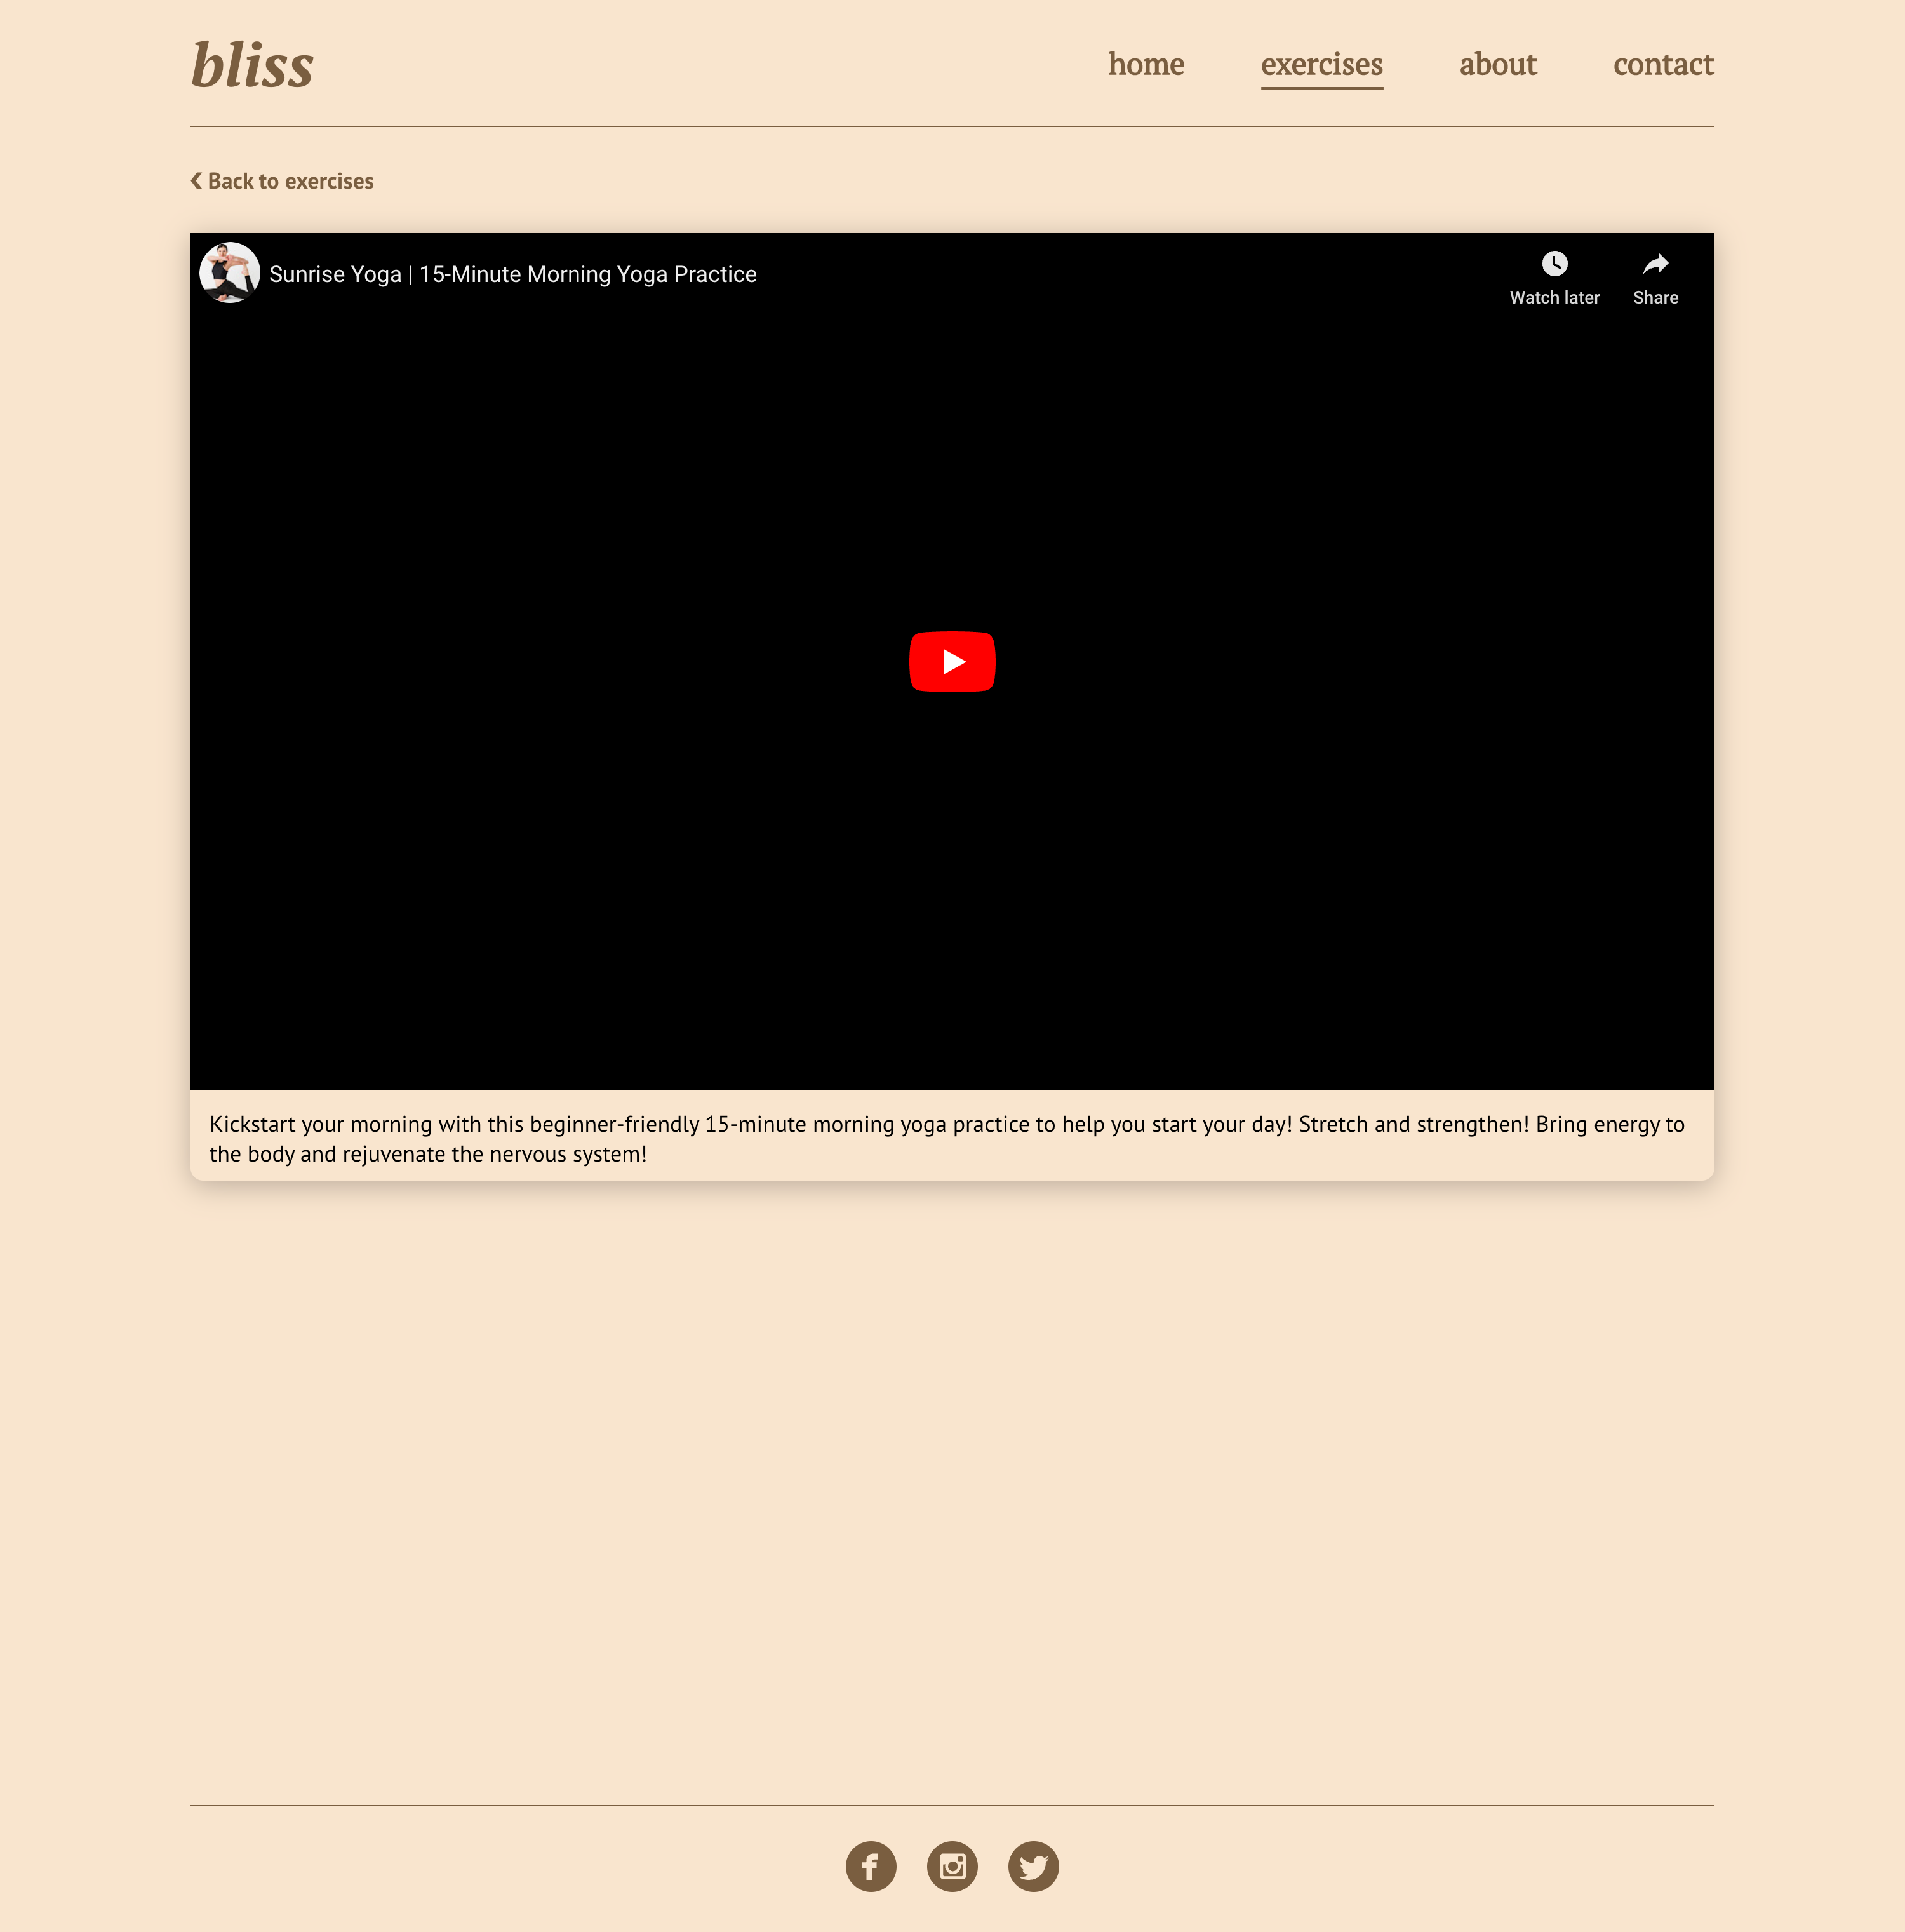 bliss
home exercises about contact
Back to exercises
Sunrise Yoga | 15-Minute Morning Yoga Practice
Watch later Share
Kickstart your morning with this beginner-friendly 15-minute morning yoga practice to help you start your day! Stretch and strengthen! Bring energy to
the body and rejuvenate the nervous system!